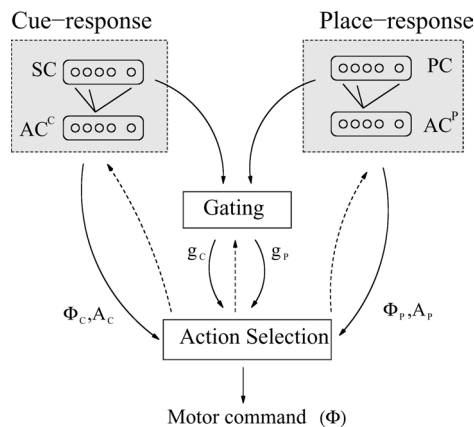 Cue−response
Place−response
SC
AC^C
PC
AC^P
Gating
g_C
g_P
Φ_C,A_C
Φ_P,A_P
Action Selection
Motor command (Φ)